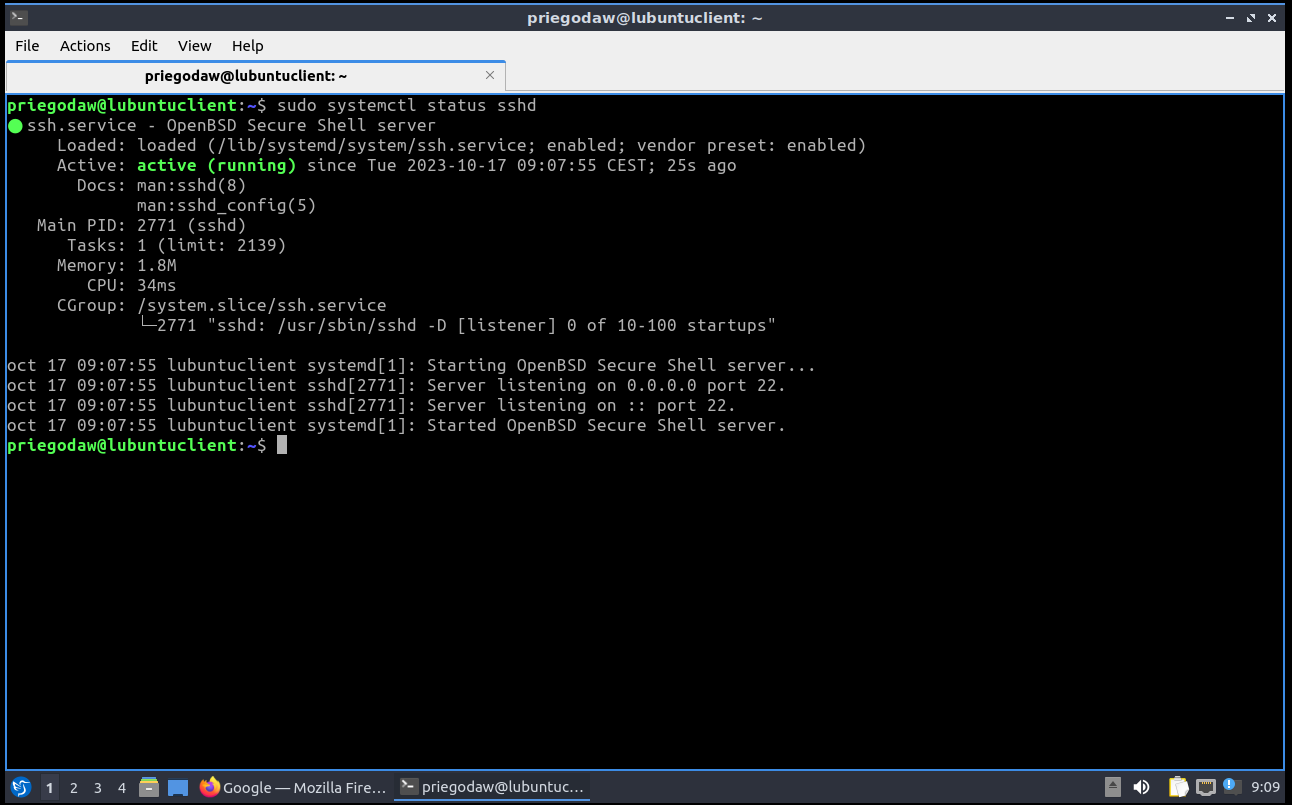 priegodaw@lubuntuclient: ~
File Actions Edit View Help
priegodaw@lubuntuclient: ~
priegodaw@lubuntuclient:~$ sudo systemctl status sshd
ssh.service - OpenBSD Secure Shell server
Loaded: loaded (/lib/systemd/system/ssh.service; enabled; vendor preset: enabled)
Active: active (running) since Tue 2023-10-17 09:07:55 CEST; 25s ago
Docs: man:sshd(8)
man:sshd_config(5)
Main PID: 2771 (sshd)
Tasks: 1 (limit: 2139)
Memory: 1.8M
CPU: 34ms
CGroup: /system.slice/ssh.service
└─2771 "sshd: /usr/sbin/sshd -D [listener] 0 of 10-100 startups"
oct 17 09:07:55 lubuntuclient systemd[1]: Starting OpenBSD Secure Shell server...
oct 17 09:07:55 lubuntuclient sshd[2771]: Server listening on 0.0.0.0 port 22.
oct 17 09:07:55 lubuntuclient sshd[2771]: Server listening on :: port 22.
oct 17 09:07:55 lubuntuclient systemd[1]: Started OpenBSD Secure Shell server.
priegodaw@lubuntuclient:~$
1 2 3 4 Google — Mozilla Fire... priegodaw@lubuntuc... 9:09